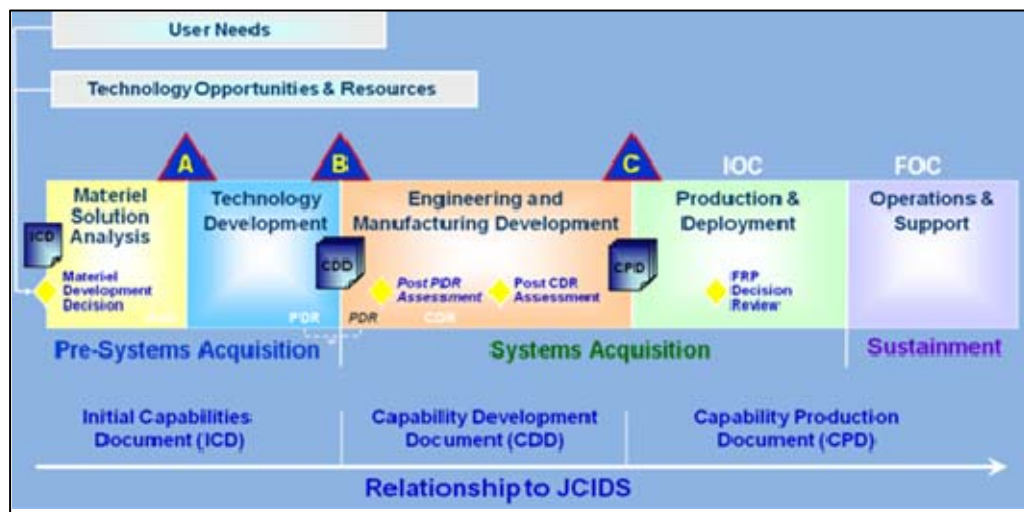 User Needs
Technology Opportunities & Resources
A
B
C
IOC
FOC
Materiel
Solution
Analysis
Technology
Development
Engineering and
Manufacturing Development
Production &
Deployment
Operations &
Support
ICD
CDD
CPD
Materiel
Development
Decision
Post PDR
Assessment
Post CDR
Assessment
FRP
Decision
Review
PDR
PDR
CDR
Pre-Systems Acquisition
Systems Acquisition
Sustainment
Initial Capabilities
Document (ICD)
Capability Development
Document (CDD)
Capability Production
Document (CPD)
Relationship to JCIDS